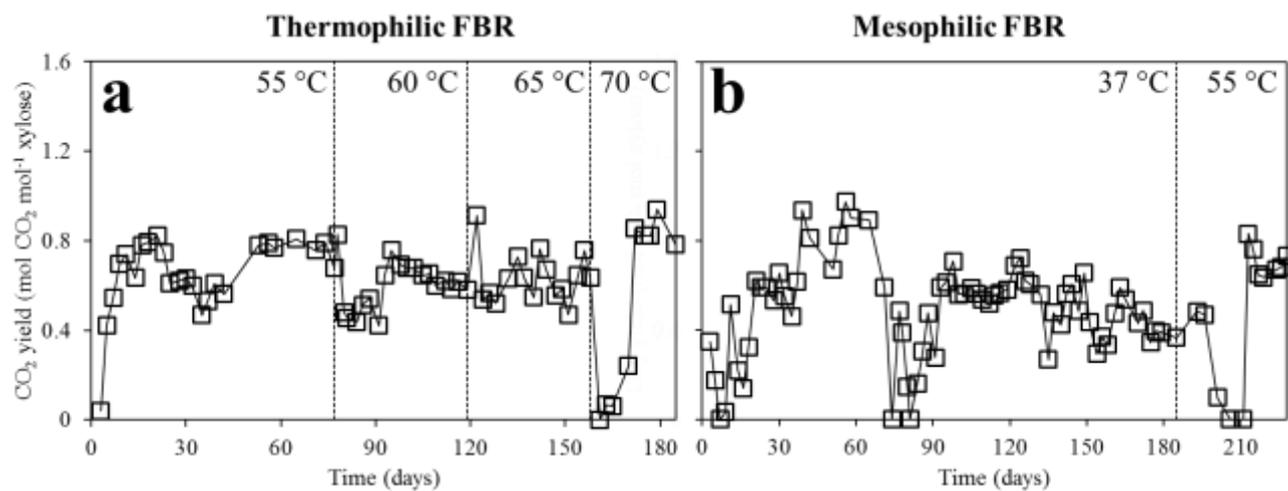 Thermophilic FBR
Mesophilic FBR
CO₂ yield (mol CO₂ mol⁻¹ xylose)
1.6
1.2
0.8
0.4
0
a
55 °C
60 °C
65 °C
70 °C
0 30 60 90 120 150 180
Time (days)
b
37 °C
55 °C
0 30 60 90 120 150 180 210
Time (days)